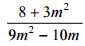 8 + 3m²
9m² − 10m